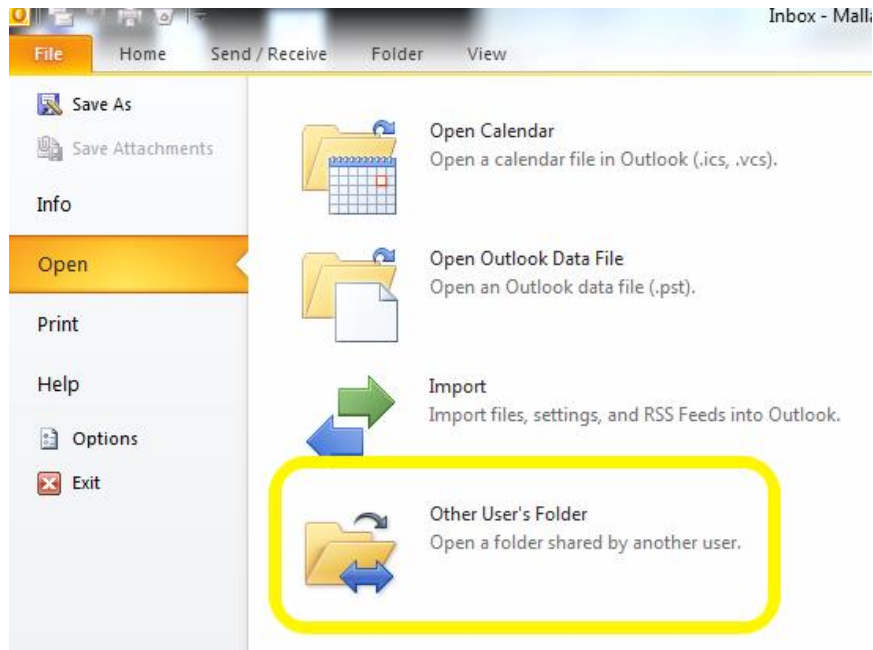 Inbox - Malla
File Home Send / Receive Folder View
Save As
Save Attachments
Info
Open
Print
Help
Options
Exit
Open Calendar
Open a calendar file in Outlook (.ics, .vcs).
Open Outlook Data File
Open an Outlook data file (.pst).
Import
Import files, settings, and RSS Feeds into Outlook.
Other User's Folder
Open a folder shared by another user.